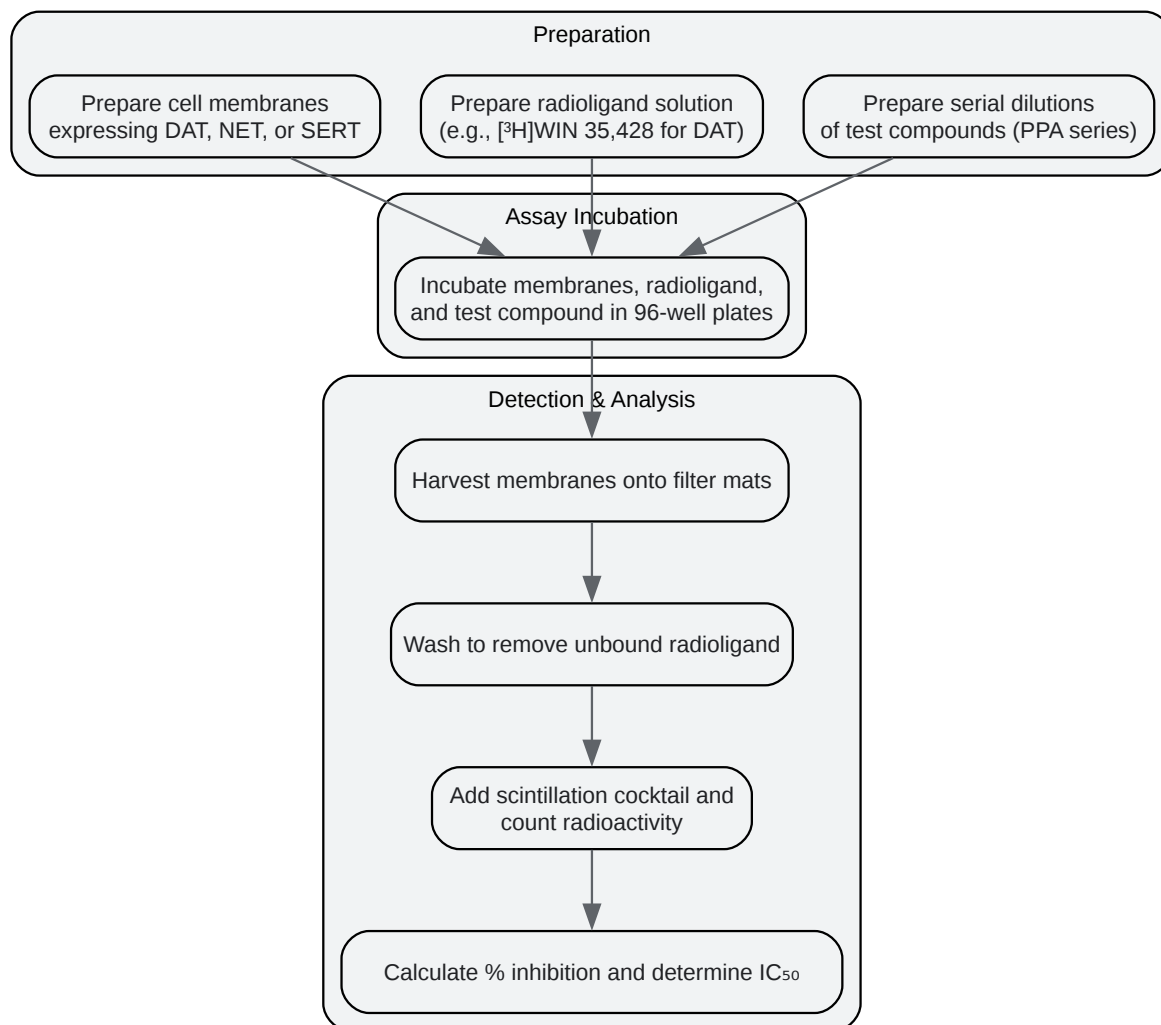 Preparation
Prepare cell membranes
expressing DAT, NET, or SERT
Prepare radioligand solution
(e.g., [³H]WIN 35,428 for DAT)
Prepare serial dilutions
of test compounds (PPA series)
Assay Incubation
Incubate membranes, radioligand,
and test compound in 96-well plates
Detection & Analysis
Harvest membranes onto filter mats
Wash to remove unbound radioligand
Add scintillation cocktail and
count radioactivity
Calculate % inhibition and determine IC₅₀